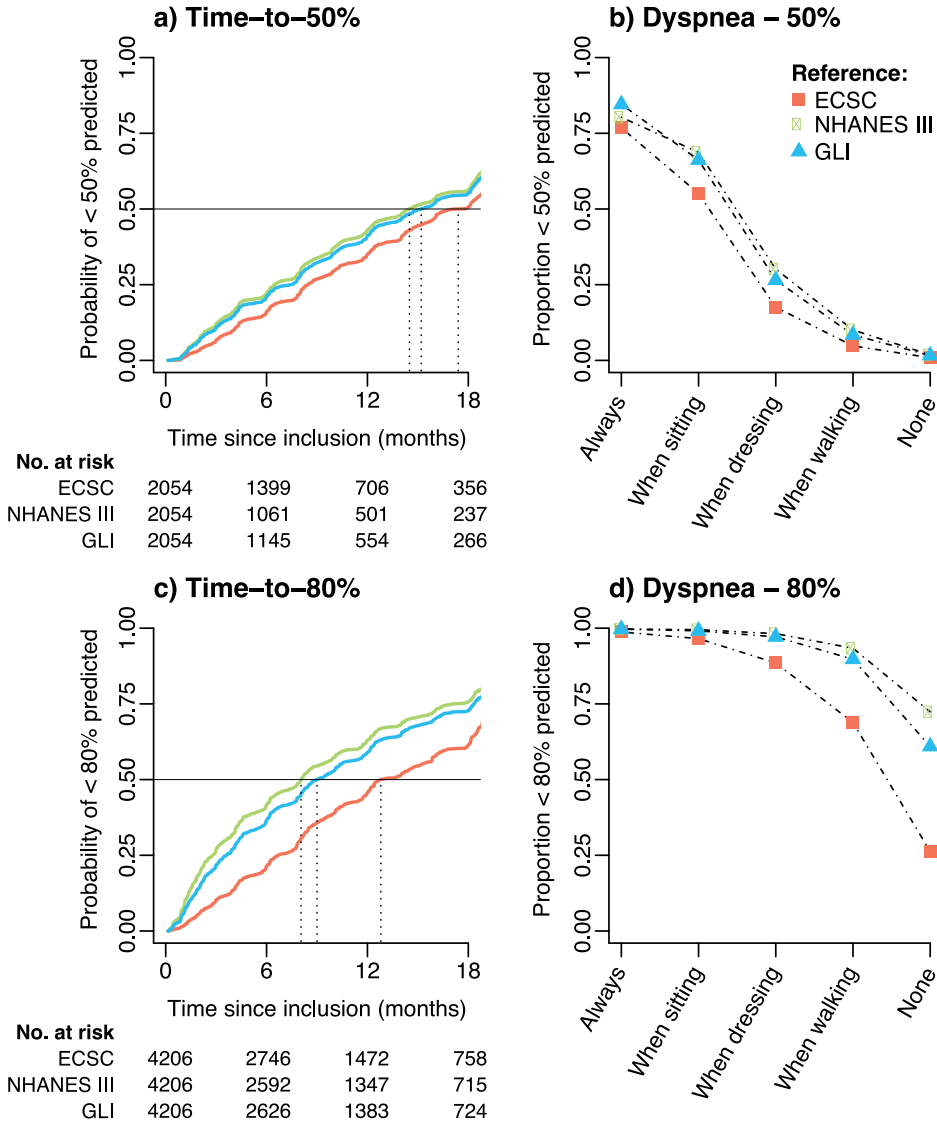 a) Time–to–50%
Probability of < 50% predicted
1.00
0.75
0.50
0.25
0.00
0 6 12 18
Time since inclusion (months)
No. at risk
ECSC 2054 1399 706 356
NHANES III 2054 1061 501 237
GLI 2054 1145 554 266
b) Dyspnea – 50%
Proportion < 50% predicted
1.00
0.75
0.50
0.25
0.00
Reference:
ECSC
NHANES III
GLI
Always
When sitting
When dressing
When walking
None
c) Time–to–80%
Probability of < 80% predicted
1.00
0.75
0.50
0.25
0.00
0 6 12 18
Time since inclusion (months)
No. at risk
ECSC 4206 2746 1472 758
NHANES III 4206 2592 1347 715
GLI 4206 2626 1383 724
d) Dyspnea – 80%
Proportion < 80% predicted
1.00
0.75
0.50
0.25
0.00
Always
When sitting
When dressing
When walking
None